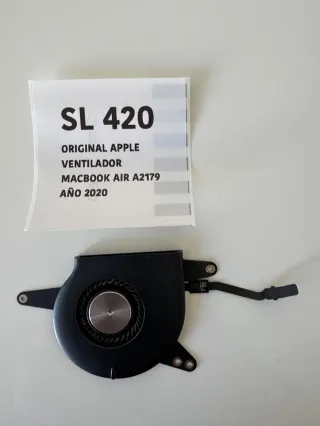 SL 420
ORIGINAL APPLE
VENTILADOR
MACBOOK AIR A2179
AÑO 2020